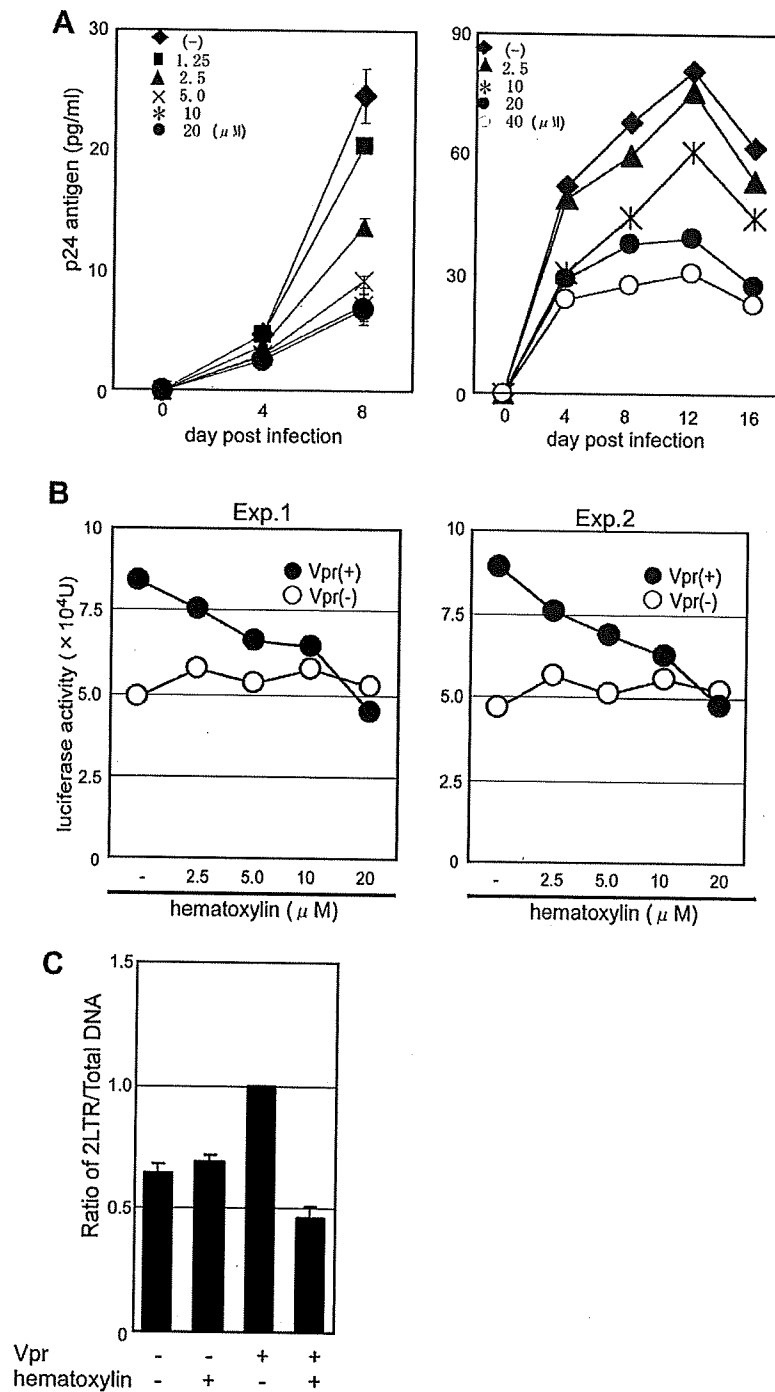 A
p24 antigen (pg/ml)
30
20
10
0
(-)
1.25
2.5
5.0
10
20 (μM)
0 4 8
day post infection
90
60
30
0
(-)
2.5
10
20
40 (μM)
0 4 8 12 16
day post infection
B
Exp.1
luciferase activity (×10⁴U)
10
7.5
5.0
2.5
0
Vpr(+)
Vpr(-)
- 2.5 5.0 10 20
hematoxylin (μM)
Exp.2
10
7.5
5.0
2.5
0
Vpr(+)
Vpr(-)
- 2.5 5.0 10 20
hematoxylin (μM)
C
Ratio of 2LTR/Total DNA
1.5
1.0
0.5
0
Vpr - - + +
hematoxylin - + - +